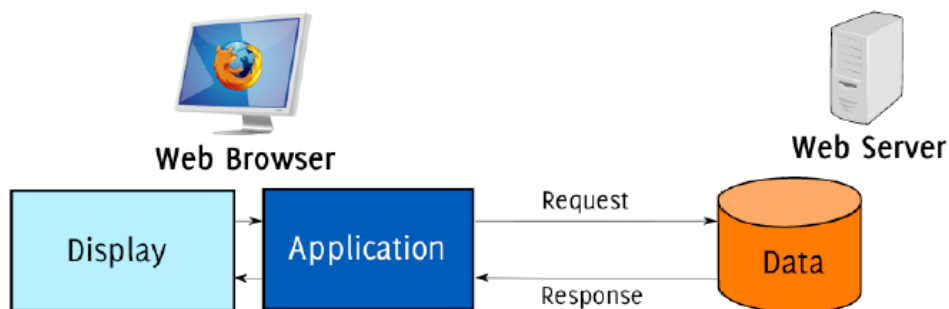 Web Browser
Web Server
Display
Application
Request
Response
Data